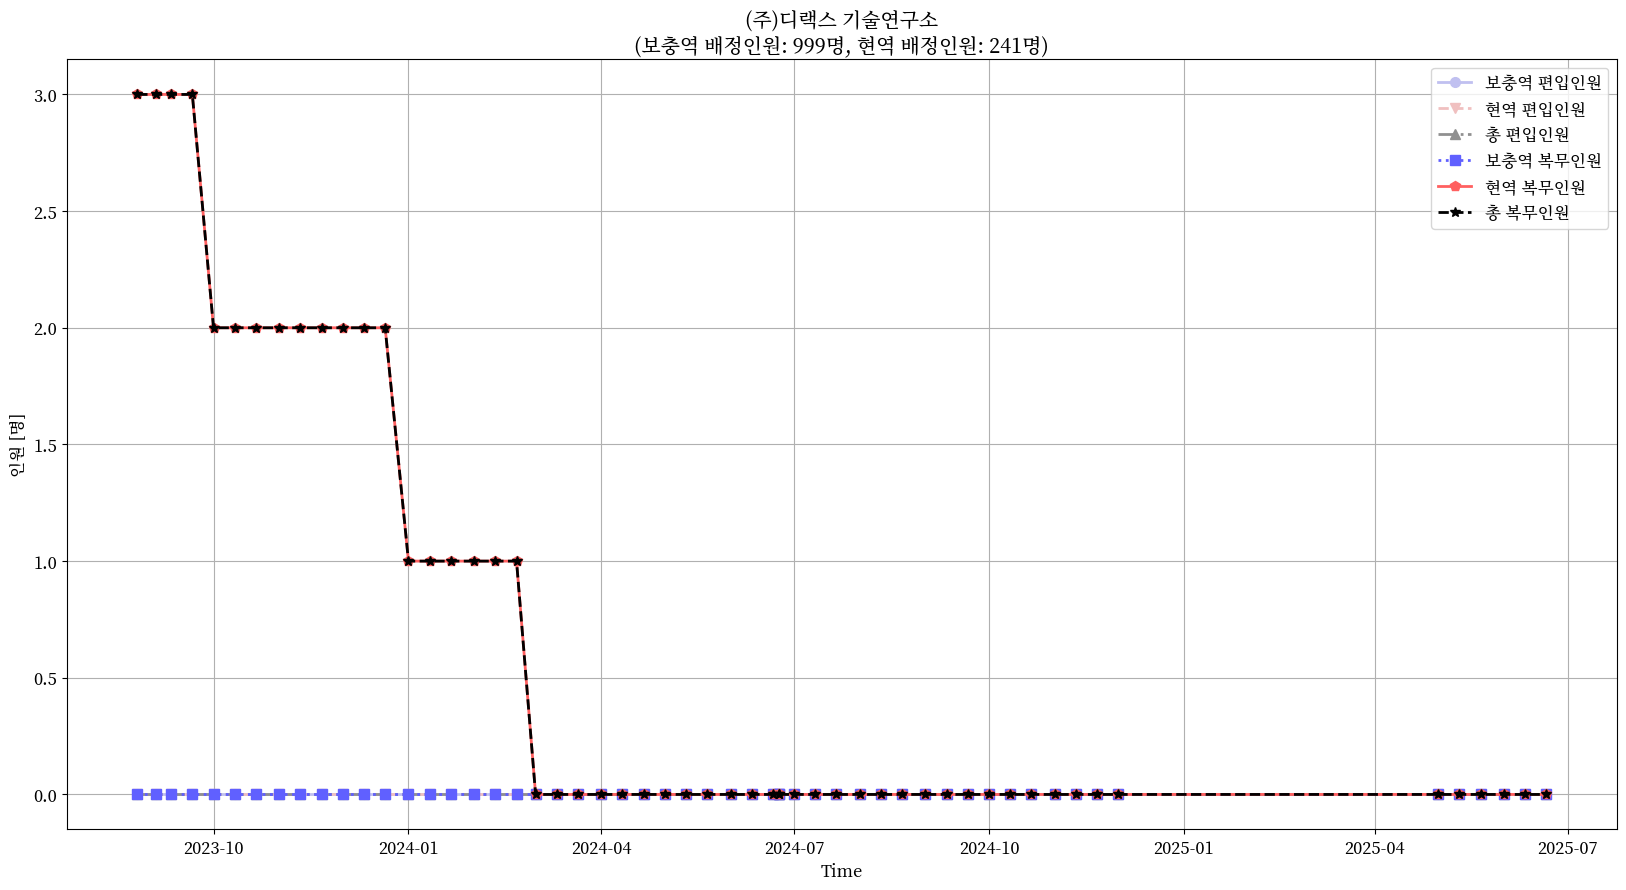 (주)디랙스 기술연구소
(보충역 배정인원: 999명, 현역 배정인원: 241명)
보충역 편입인원
현역 편입인원
총 편입인원
보충역 복무인원
현역 복무인원
총 복무인원
인원 [명]
3.0
2.5
2.0
1.5
1.0
0.5
0.0
2023-10
2024-01
2024-04
2024-07
2024-10
2025-01
2025-04
2025-07
Time